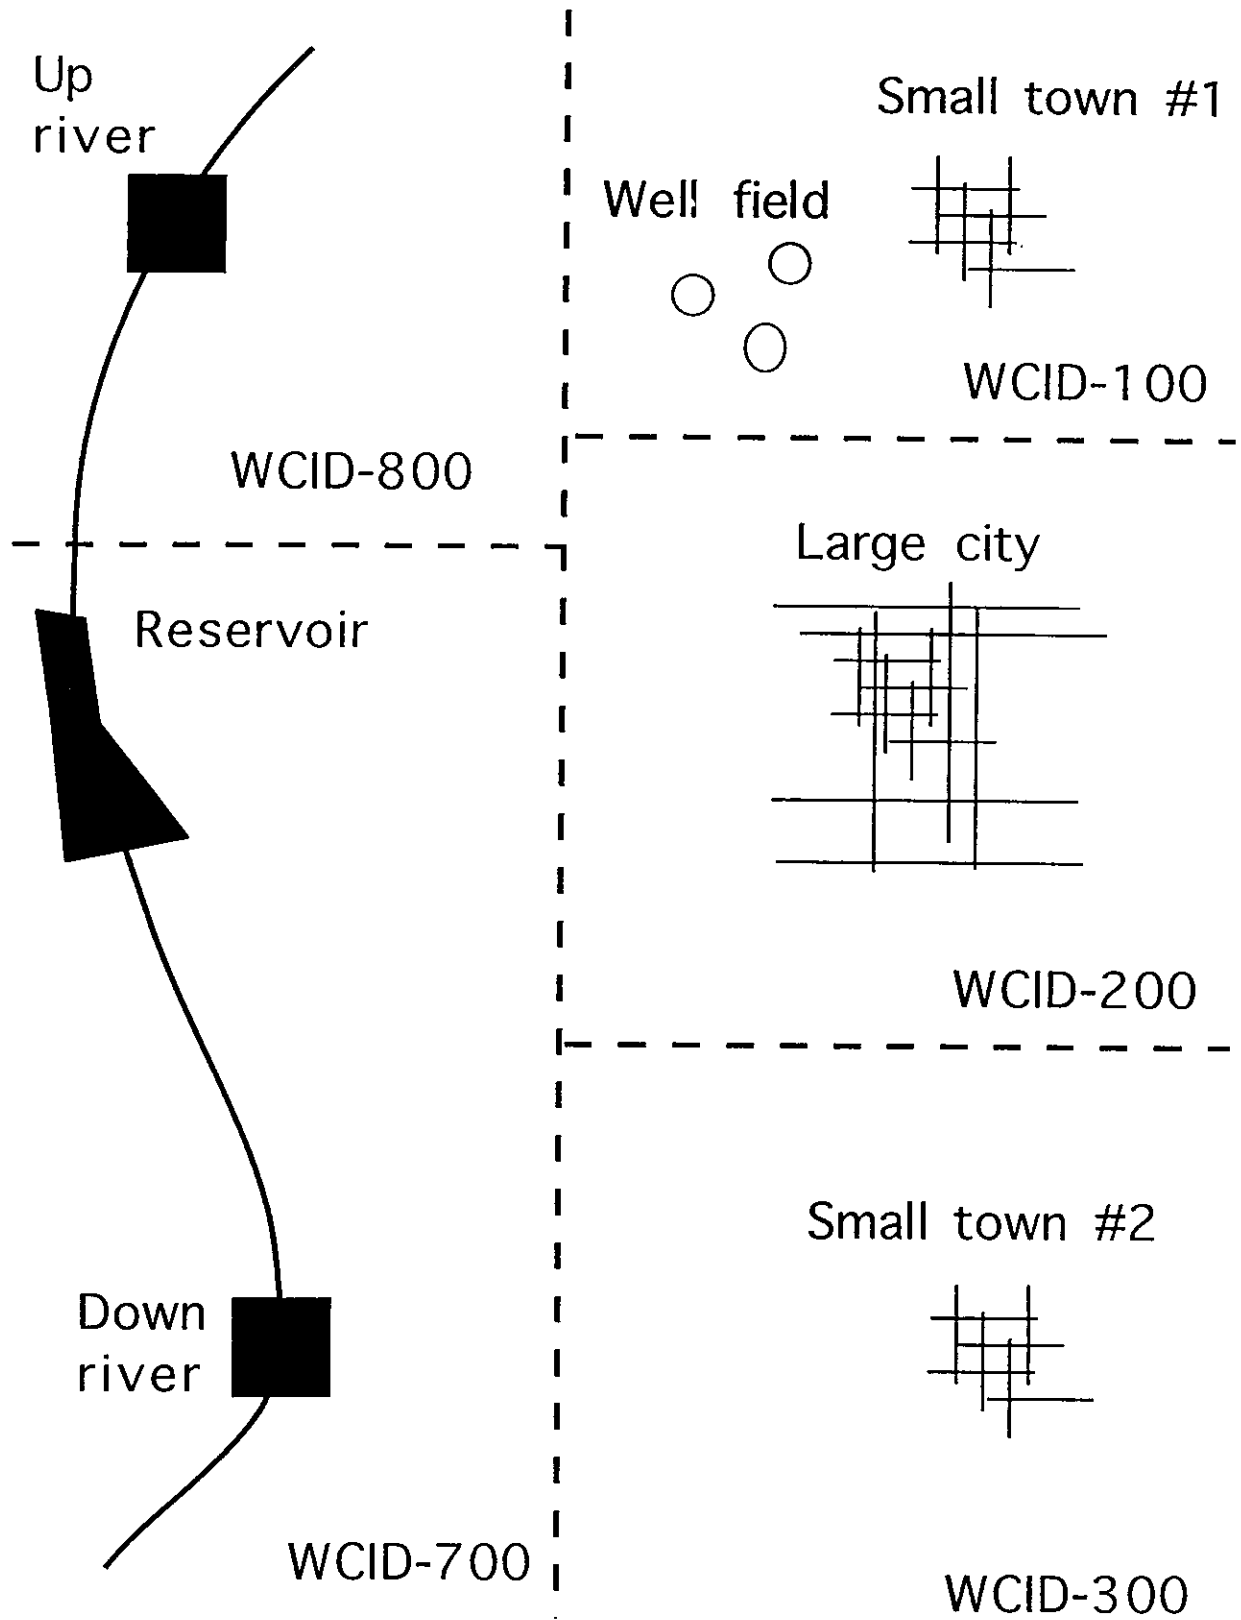 Up
river
Small town #1
Well field
WCID-100
WCID-800
Large city
Reservoir
WCID-200
Small town #2
Down
river
WCID-700
WCID-300